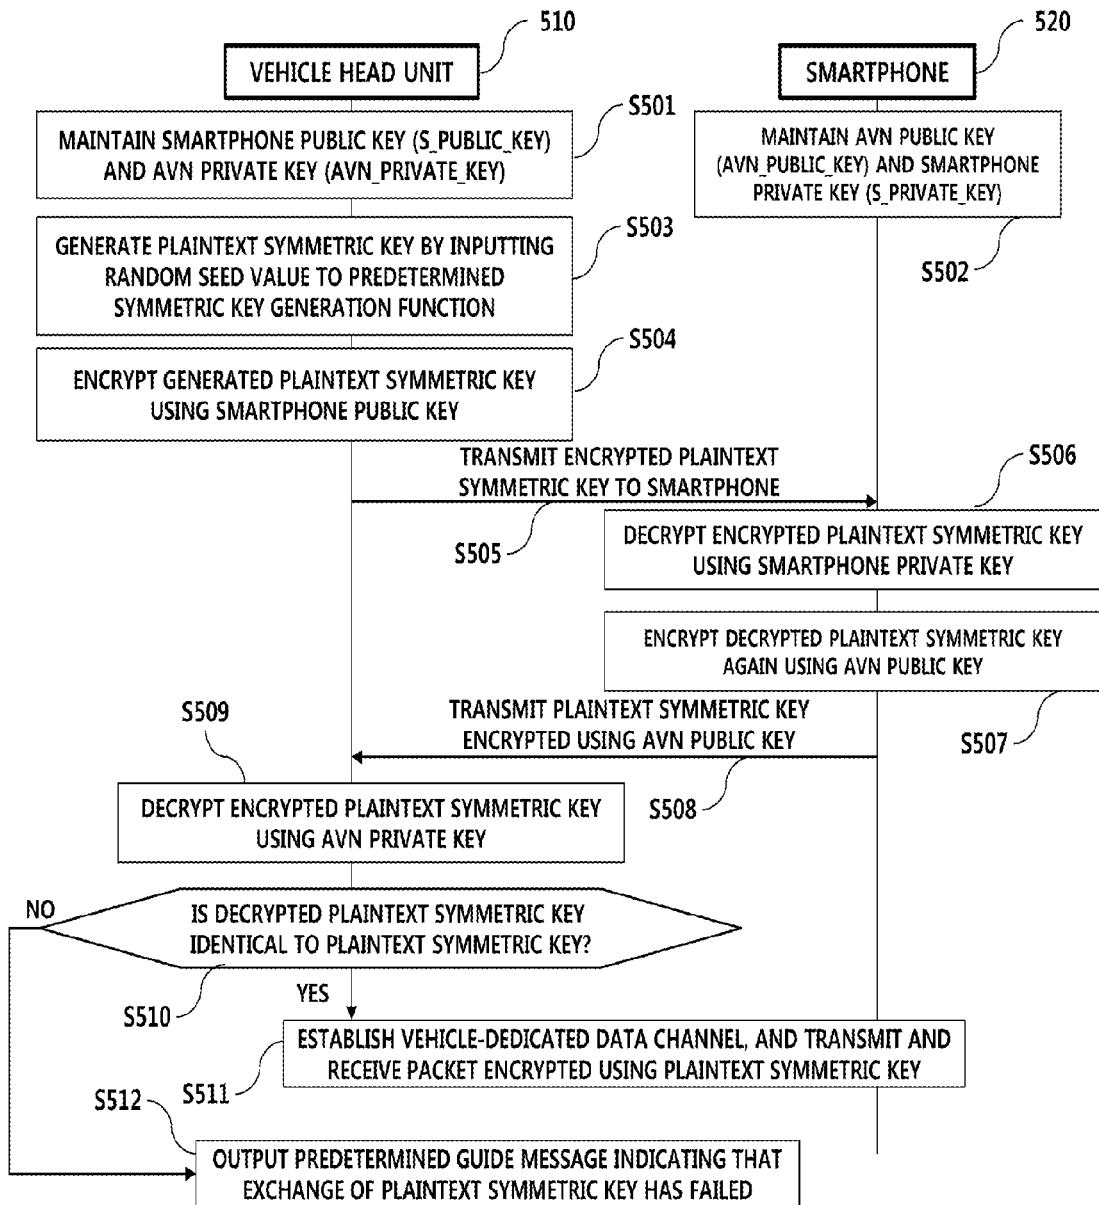 510
520
VEHICLE HEAD UNIT
SMARTPHONE
S501
MAINTAIN SMARTPHONE PUBLIC KEY (S_PUBLIC_KEY)
AND AVN PRIVATE KEY (AVN_PRIVATE_KEY)
MAINTAIN AVN PUBLIC KEY
(AVN_PUBLIC_KEY) AND SMARTPHONE
PRIVATE KEY (S_PRIVATE_KEY)
S502
S503
GENERATE PLAINTEXT SYMMETRIC KEY BY INPUTTING
RANDOM SEED VALUE TO PREDETERMINED
SYMMETRIC KEY GENERATION FUNCTION
S504
ENCRYPT GENERATED PLAINTEXT SYMMETRIC KEY
USING SMARTPHONE PUBLIC KEY
TRANSMIT ENCRYPTED PLAINTEXT
SYMMETRIC KEY TO SMARTPHONE
S505
S506
DECRYPT ENCRYPTED PLAINTEXT SYMMETRIC KEY
USING SMARTPHONE PRIVATE KEY
ENCRYPT DECRYPTED PLAINTEXT SYMMETRIC KEY
AGAIN USING AVN PUBLIC KEY
S507
TRANSMIT PLAINTEXT SYMMETRIC KEY
ENCRYPTED USING AVN PUBLIC KEY
S508
S509
DECRYPT ENCRYPTED PLAINTEXT SYMMETRIC KEY
USING AVN PRIVATE KEY
NO
IS DECRYPTED PLAINTEXT SYMMETRIC KEY
IDENTICAL TO PLAINTEXT SYMMETRIC KEY?
S510
YES
ESTABLISH VEHICLE-DEDICATED DATA CHANNEL, AND TRANSMIT AND
RECEIVE PACKET ENCRYPTED USING PLAINTEXT SYMMETRIC KEY
S511
S512
OUTPUT PREDETERMINED GUIDE MESSAGE INDICATING THAT
EXCHANGE OF PLAINTEXT SYMMETRIC KEY HAS FAILED